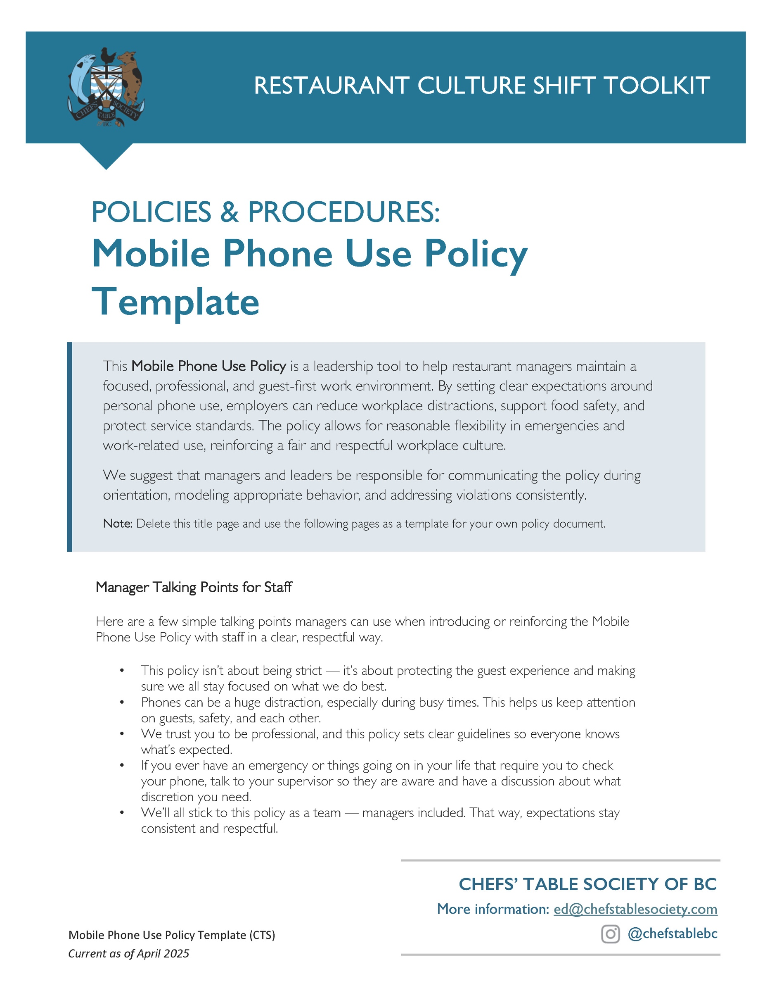 CHEFS TABLE SOCIETY
BC
RESTAURANT CULTURE SHIFT TOOLKIT
POLICIES & PROCEDURES:
Mobile Phone Use Policy
Template
This Mobile Phone Use Policy is a leadership tool to help restaurant managers maintain a
focused, professional, and guest-first work environment. By setting clear expectations around
personal phone use, employers can reduce workplace distractions, support food safety, and
protect service standards. The policy allows for reasonable flexibility in emergencies and
work-related use, reinforcing a fair and respectful workplace culture.
We suggest that managers and leaders be responsible for communicating the policy during
orientation, modeling appropriate behavior, and addressing violations consistently.
Note: Delete this title page and use the following pages as a template for your own policy document.
Manager Talking Points for Staff
Here are a few simple talking points managers can use when introducing or reinforcing the Mobile
Phone Use Policy with staff in a clear, respectful way.
• This policy isn’t about being strict — it’s about protecting the guest experience and making
sure we all stay focused on what we do best.
• Phones can be a huge distraction, especially during busy times. This helps us keep attention
on guests, safety, and each other.
• We trust you to be professional, and this policy sets clear guidelines so everyone knows
what’s expected.
• If you ever have an emergency or things going on in your life that require you to check
your phone, talk to your supervisor so they are aware and have a discussion about what
discretion you need.
• We’ll all stick to this policy as a team — managers included. That way, expectations stay
consistent and respectful.
CHEFS’ TABLE SOCIETY OF BC
More information: ed@chefstablesociety.com
@chefstablebc
Mobile Phone Use Policy Template (CTS)
Current as of April 2025